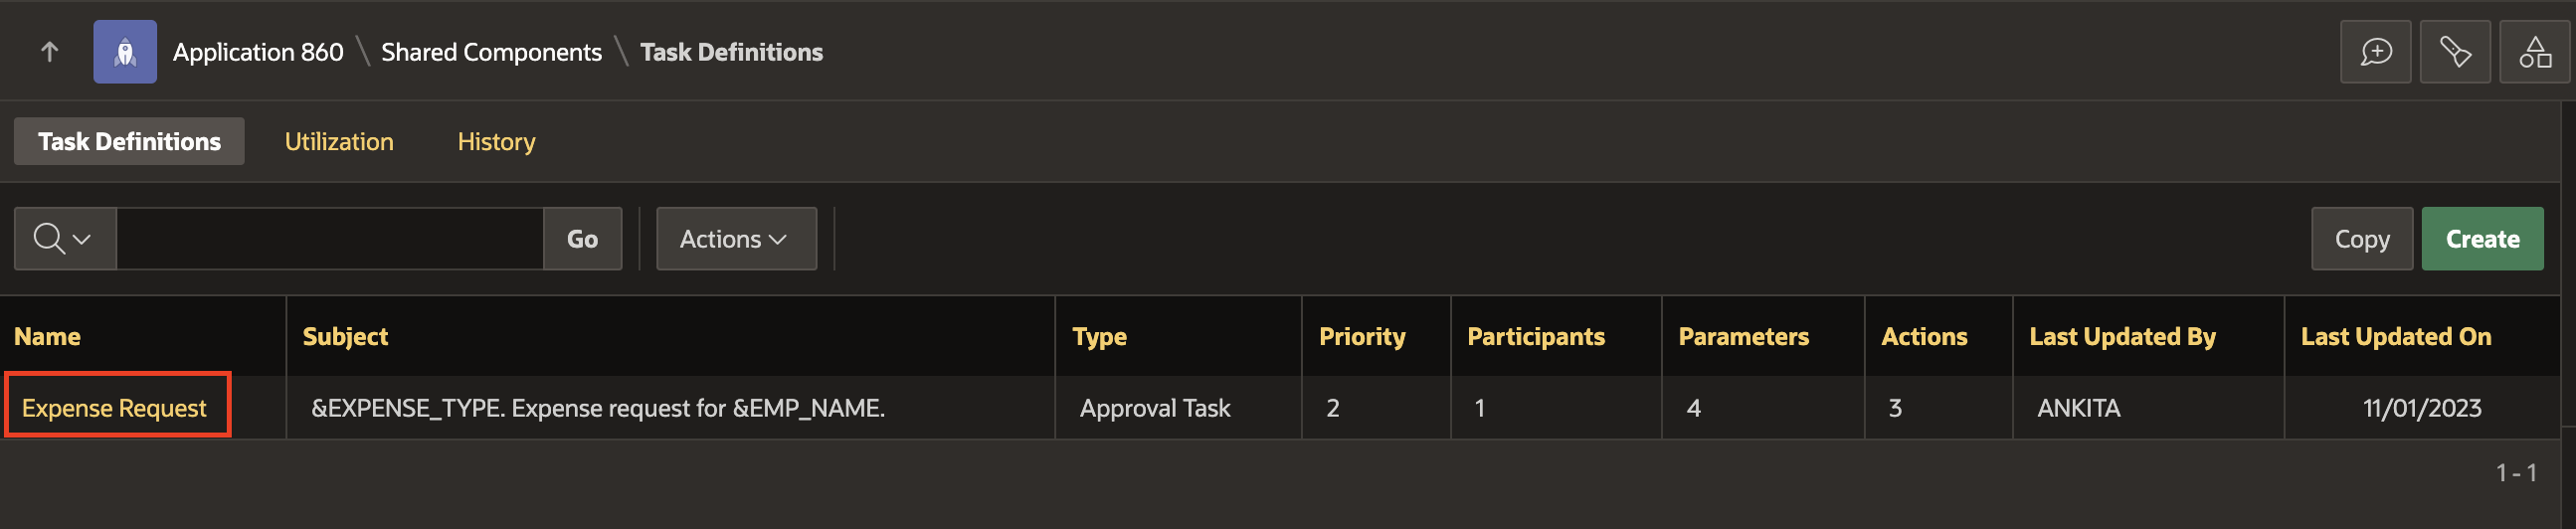 Application 860 \ Shared Components \ Task Definitions
Task Definitions Utilization History
Go Actions Copy Create
Name Subject Type Priority Participants Parameters Actions Last Updated By Last Updated On
Expense Request &EXPENSE_TYPE. Expense request for &EMP_NAME. Approval Task 2 1 4 3 ANKITA 11/01/2023
1 - 1